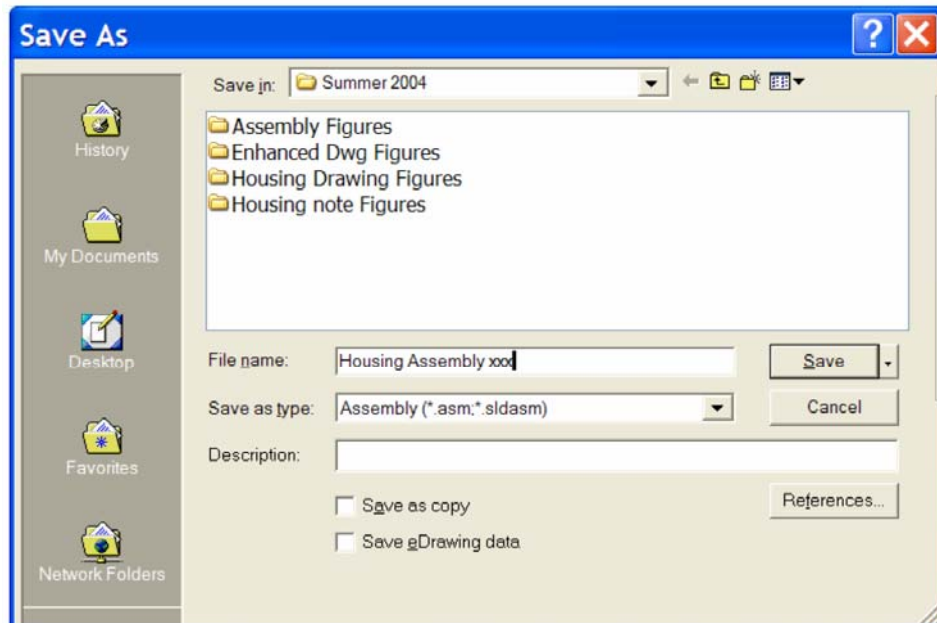 Save As
?
Save in: Summer 2004
History
My Documents
Desktop
Favorites
Network Folders
Assembly Figures
Enhanced Dwg Figures
Housing Drawing Figures
Housing note Figures
File name: Housing Assembly xxx Save
Save as type: Assembly (*.asm;*.sldasm) Cancel
Description:
Save as copy References...
Save eDrawing data